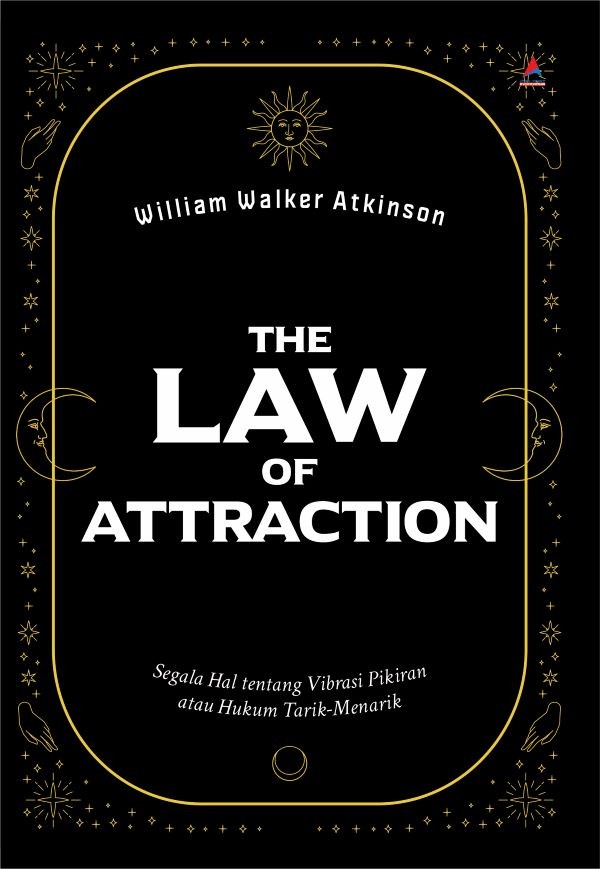 William Walker Atkinson
THE
LAW
OF
ATTRACTION
Segala Hal tentang Vibrasi Pikiran
atau Hukum Tarik-Menarik